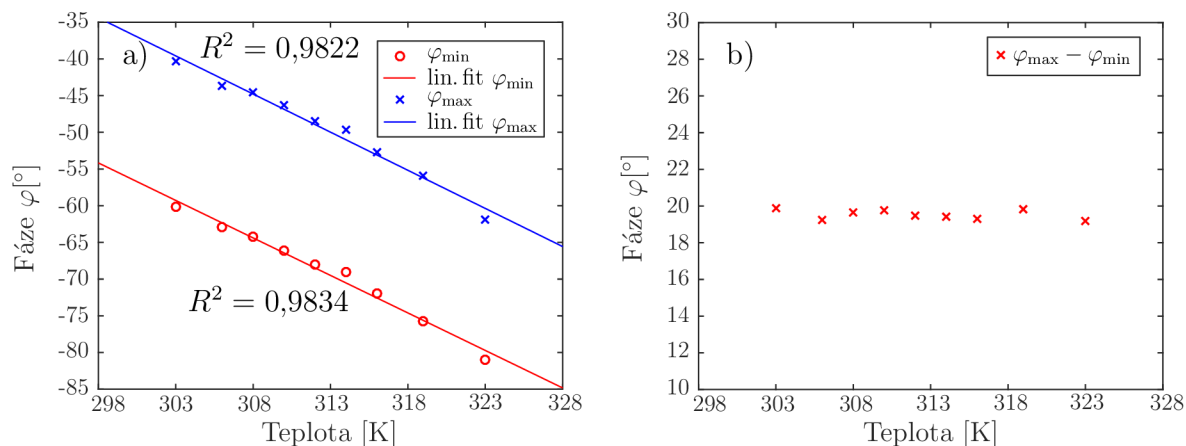 a)
R² = 0,9822
φmin
lin. fit φmin
φmax
lin. fit φmax
R² = 0,9834
-35
-40
-45
-50
-55
-60
-65
-70
-75
-80
-85
298 303 308 313 318 323 328
Fáze φ[°]
Teplota [K]
b)
φmax − φmin
30
28
26
24
22
20
18
16
14
12
10
298 303 308 313 318 323 328
Fáze φ[°]
Teplota [K]